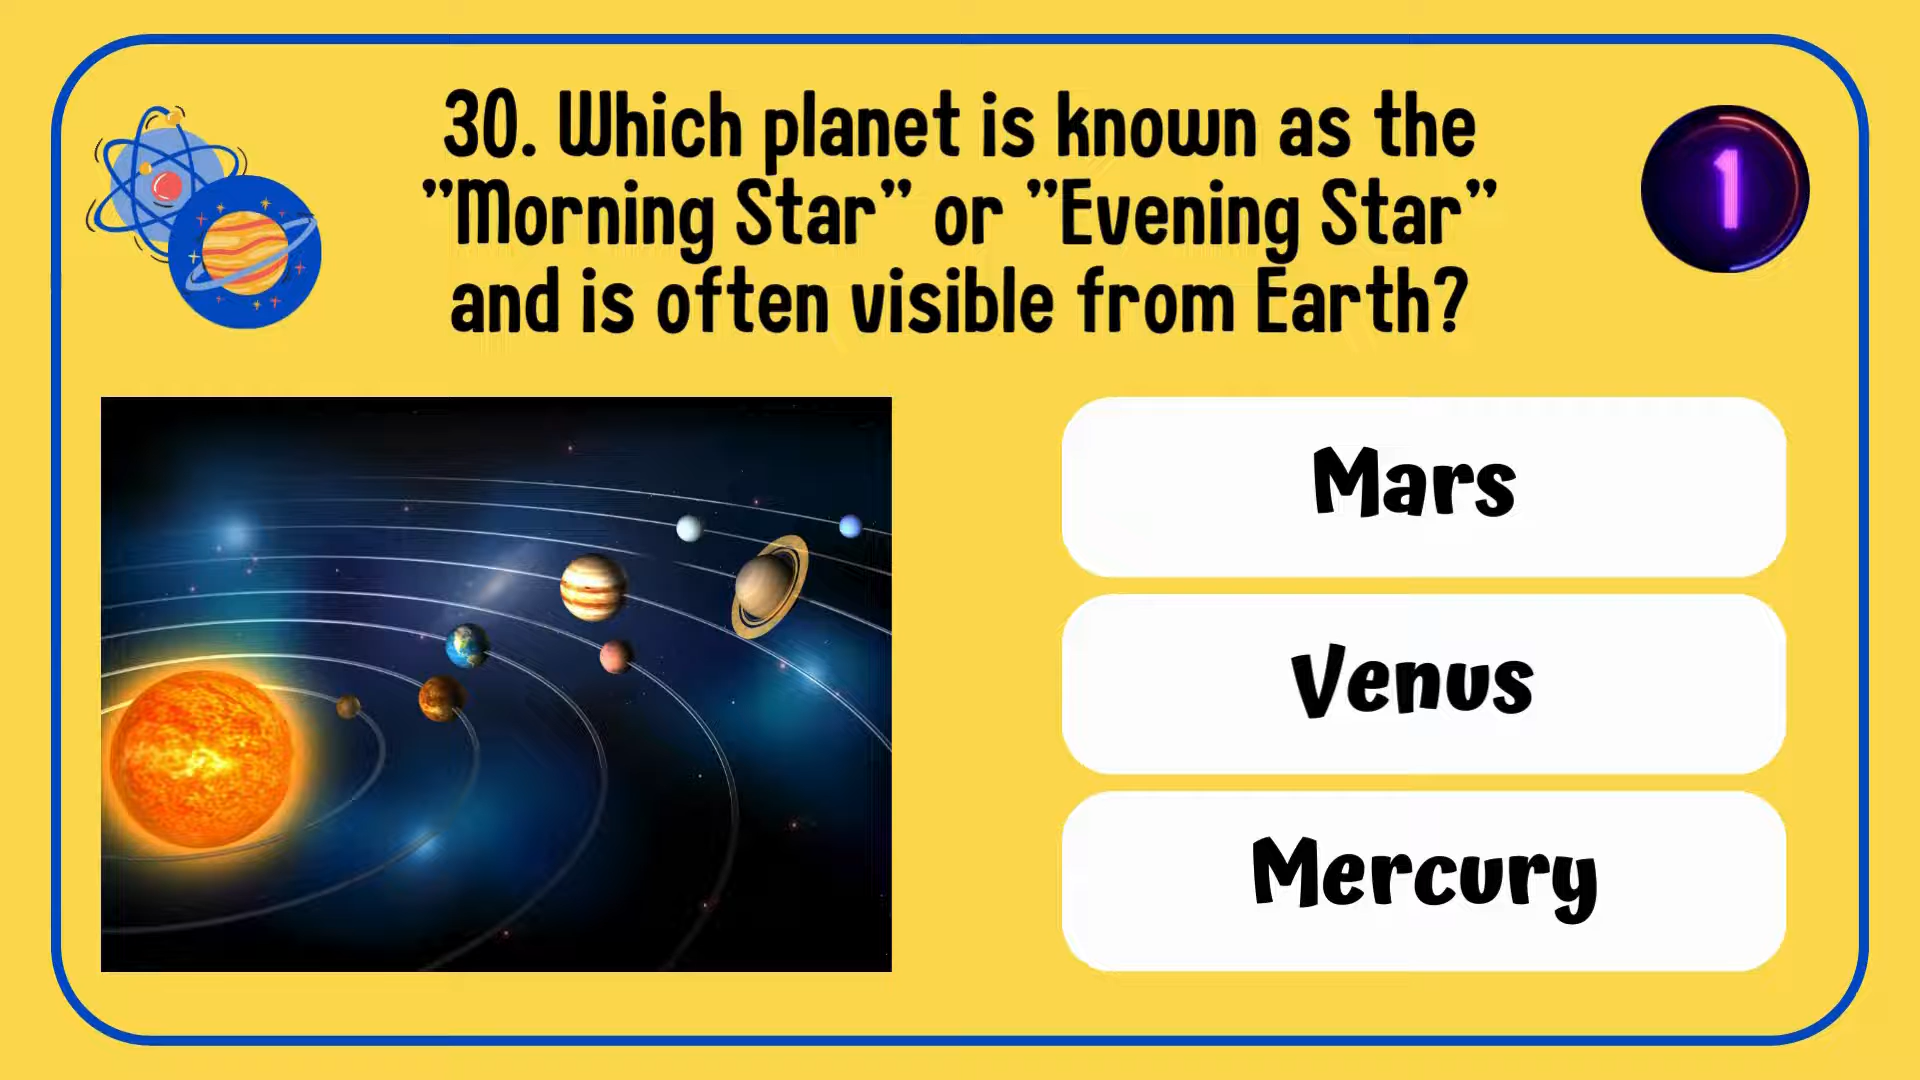 30. Which planet is known as the
”Morning Star” or ”Evening Star”
and is often visible from Earth?
1
Mars
Venus
Mercury